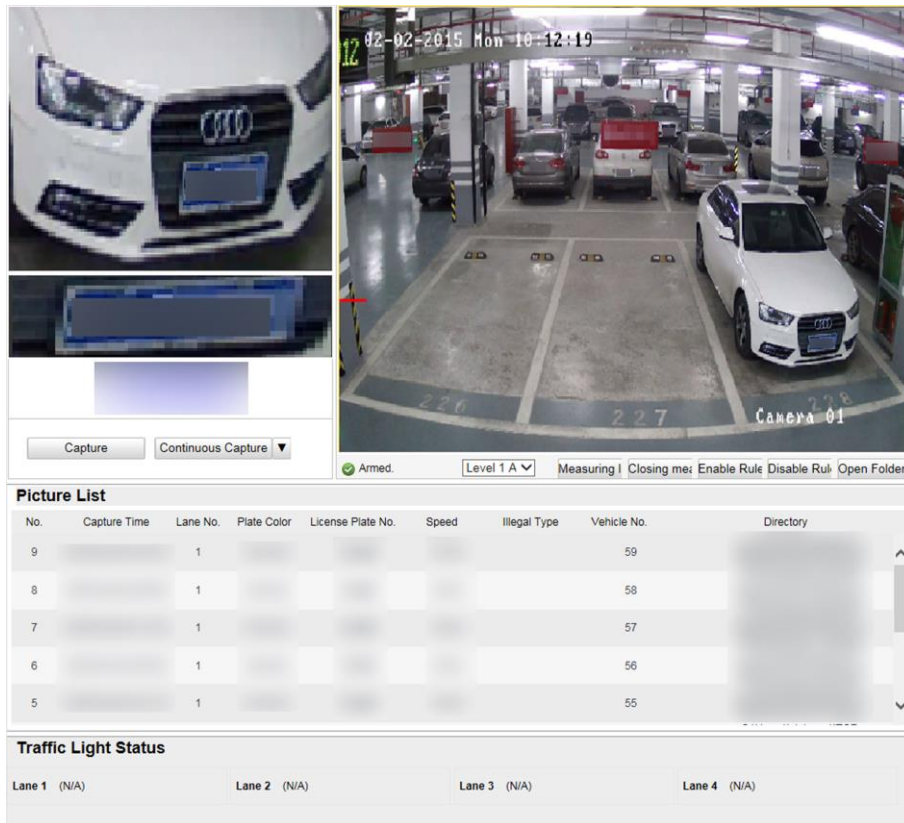 12 02-02-2015 Mon 10:12:19
226
227
228
Camera 01
Capture
Continuous Capture ▼
Armed.
Level 1 A
Measuring l
Closing mea
Enable Rule
Disable Rul
Open Folder
Picture List
No. Capture Time Lane No. Plate Color License Plate No. Speed Illegal Type Vehicle No. Directory
9 1 59
8 1 58
7 1 57
6 1 56
5 1 55
Traffic Light Status
Lane 1 (N/A) Lane 2 (N/A) Lane 3 (N/A) Lane 4 (N/A)